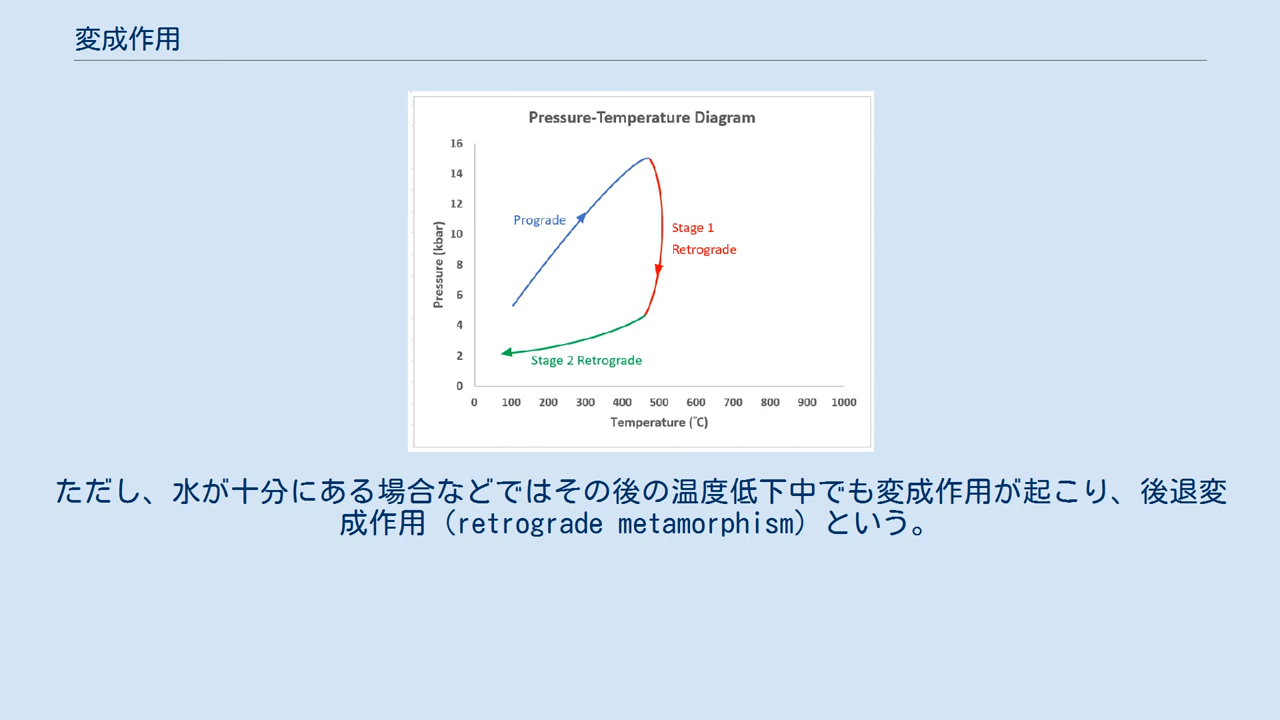 変成作用
Pressure-Temperature Diagram
16
14
12
10
8
6
4
2
0
Pressure (kbar)
Prograde
Stage 1
Retrograde
Stage 2 Retrograde
0 100 200 300 400 500 600 700 800 900 1000
Temperature (˚C)
ただし、水が十分にある場合などではその後の温度低下中でも変成作用が起こり、後退変
成作用（retrograde metamorphism）という。